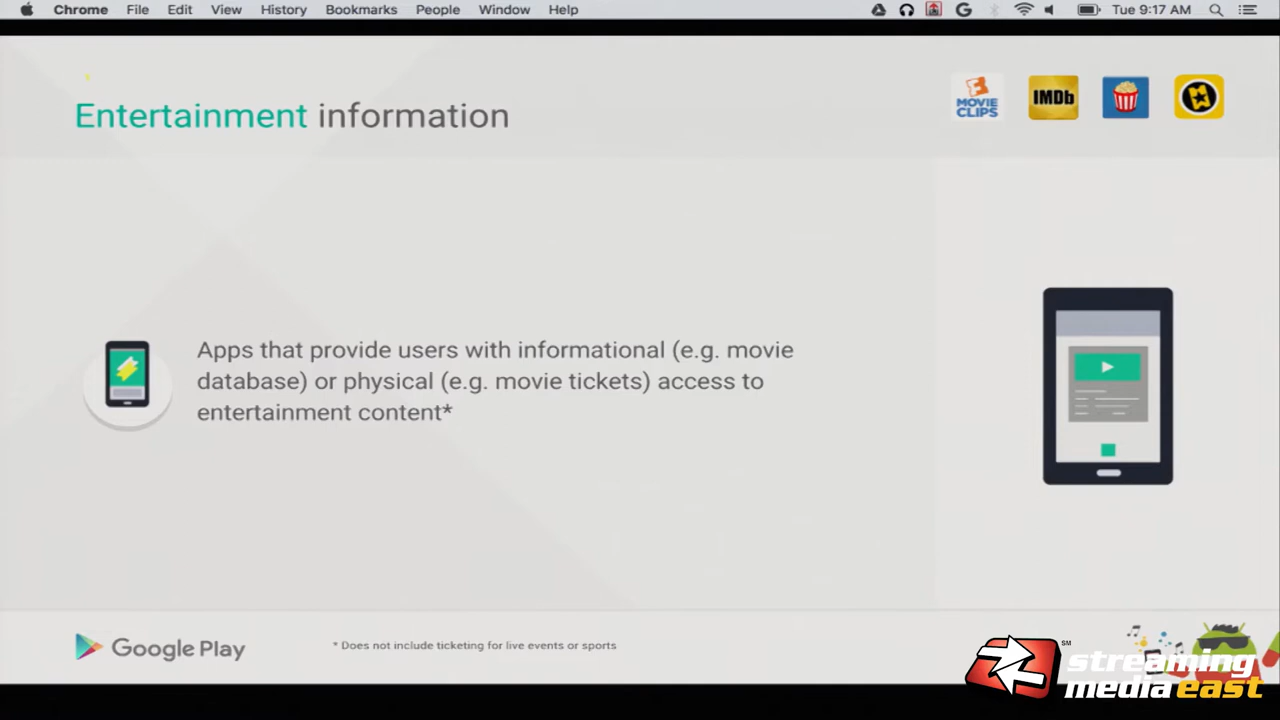 Chrome File Edit View History Bookmarks People Window Help Tue 9:17 AM
Entertainment information
MOVIE
CLIPS
IMDb
Apps that provide users with informational (e.g. movie
database) or physical (e.g. movie tickets) access to
entertainment content*
Google Play
* Does not include ticketing for live events or sports
SM
streaming
media east